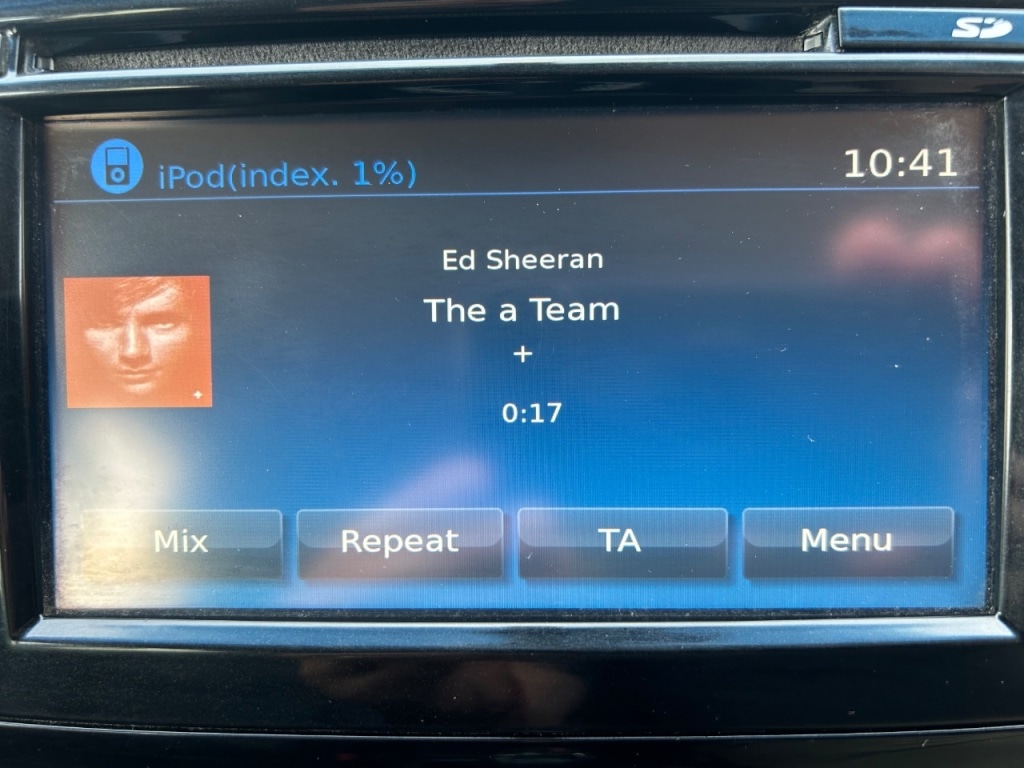 SD
iPod(index. 1%)
10:41
Ed Sheeran
The a Team
+
0:17
Mix
Repeat
TA
Menu